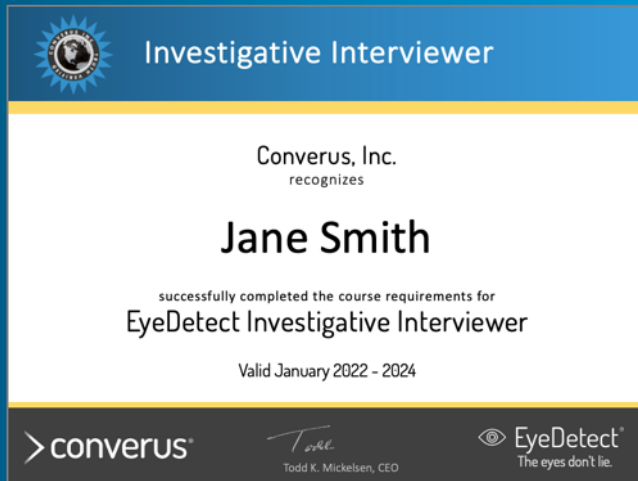 Investigative Interviewer
Converus, Inc.
recognizes
Jane Smith
successfully completed the course requirements for
EyeDetect Investigative Interviewer
Valid January 2022 - 2024
converus®
Todd
Todd K. Mickelsen, CEO
EyeDetect®
The eyes don't lie.